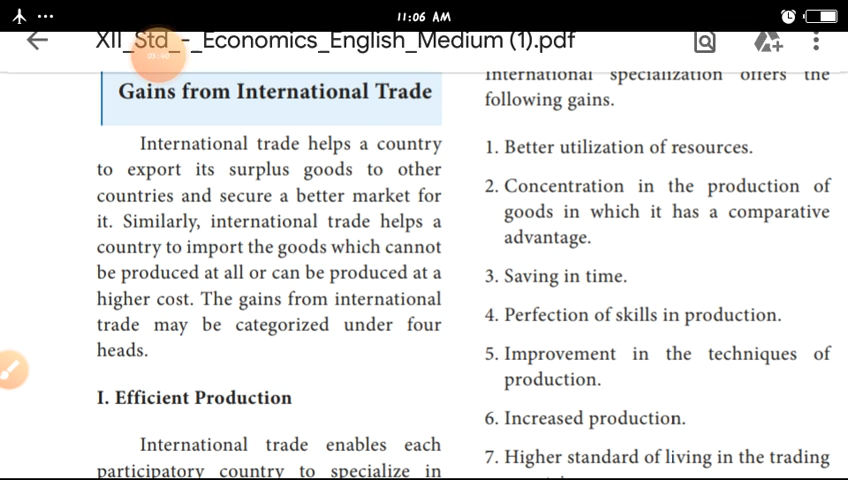 11:06 AM
XII_Std_-_Economics_English_Medium (1).pdf
Gains from International Trade
International trade helps a country
to export its surplus goods to other
countries and secure a better market for
it. Similarly, international trade helps a
country to import the goods which cannot
be produced at all or can be produced at a
higher cost. The gains from international
trade may be categorized under four
heads.
I. Efficient Production
International trade enables each
participatory country to specialize in
International specialization offers the
following gains.
1. Better utilization of resources.
2. Concentration in the production of
goods in which it has a comparative
advantage.
3. Saving in time.
4. Perfection of skills in production.
5. Improvement in the techniques of
production.
6. Increased production.
7. Higher standard of living in the trading